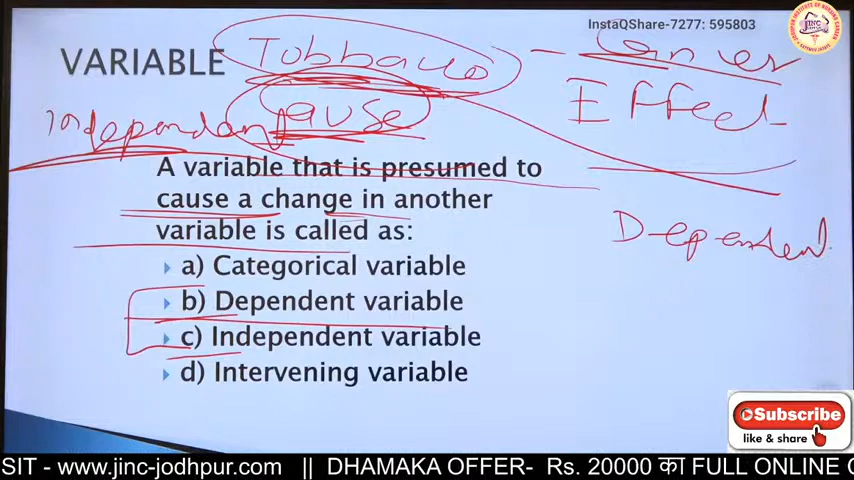 InstaQShare-7277: 595803
VARIABLE
Tobbacco - Cancer
Cause
Effect
Independent
A variable that is presumed to
cause a change in another
variable is called as:
Dependent
a) Categorical variable
b) Dependent variable
c) Independent variable
d) Intervening variable
Subscribe
like & share
SIT - www.jinc-jodhpur.com || DHAMAKA OFFER- Rs. 20000 का FULL ONLINE